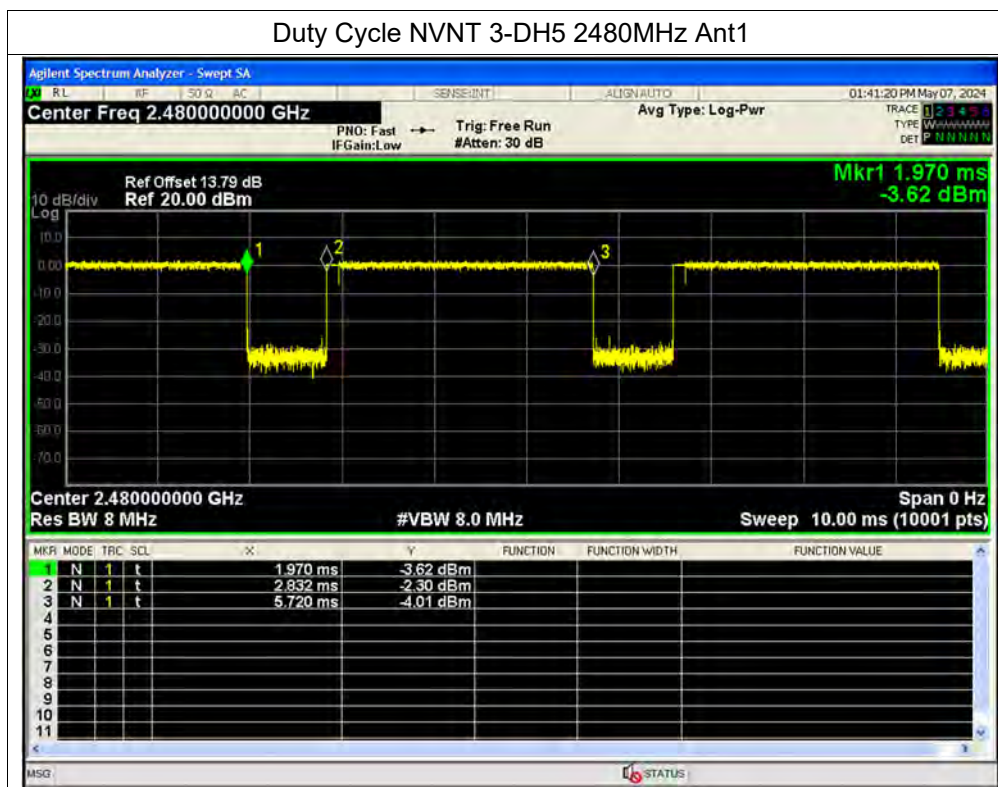 Duty Cycle NVNT 3-DH5 2480MHz Ant1
Agilent Spectrum Analyzer - Swept SA
RL RF 50 Ω AC SENSE:INT ALIGN AUTO 01:41:20 PM May 07, 2024
Center Freq 2.480000000 GHz Avg Type: Log-Pwr TRACE 1 2 3 4 5 6
PNO: Fast Trig: Free Run TYPE WWWWWW
IFGain:Low #Atten: 30 dB DET P N N N N N
Mkr1 1.970 ms
Ref Offset 13.79 dB
10 dB/div Ref 20.00 dBm -3.62 dBm
Log
10.0
1
2
3
0.00
-10.0
-20.0
-30.0
-40.0
-50.0
-60.0
-70.0
Center 2.480000000 GHz Span 0 Hz
Res BW 8 MHz #VBW 8.0 MHz Sweep 10.00 ms (10001 pts)
MKR MODE TRC SCL X Y FUNCTION FUNCTION WIDTH FUNCTION VALUE
1 N 1 t 1.970 ms -3.62 dBm
2 N 1 t 2.832 ms -2.30 dBm
3 N 1 t 5.720 ms -4.01 dBm
4
5
6
7
8
9
10
11
MSG STATUS